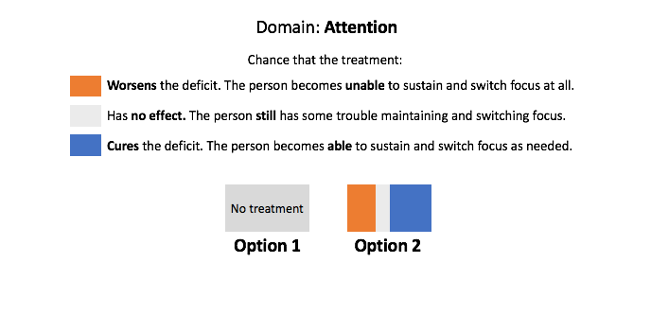 Domain: Attention
Chance that the treatment:
Worsens the deficit. The person becomes unable to sustain and switch focus at all.
Has no effect. The person still has some trouble maintaining and switching focus.
Cures the deficit. The person becomes able to sustain and switch focus as needed.
No treatment
Option 1
Option 2